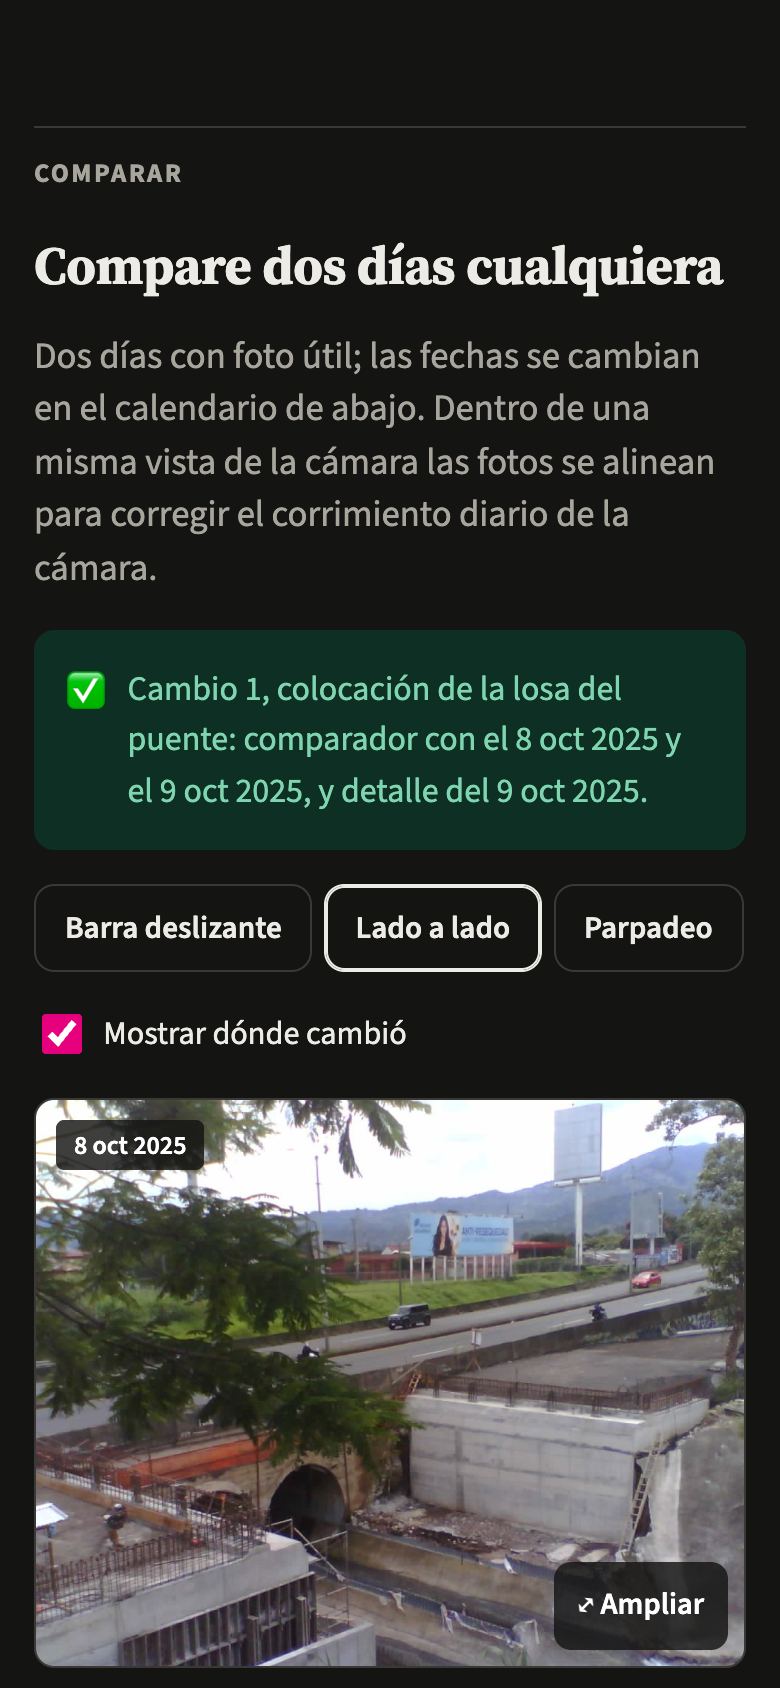 COMPARAR
Compare dos días cualquiera
Dos días con foto útil; las fechas se cambian
en el calendario de abajo. Dentro de una
misma vista de la cámara las fotos se alinean
para corregir el corrimiento diario de la
cámara.
Cambio 1, colocación de la losa del
puente: comparador con el 8 oct 2025 y
el 9 oct 2025, y detalle del 9 oct 2025.
Barra deslizante
Lado a lado
Parpadeo
Mostrar dónde cambió
8 oct 2025
Ampliar